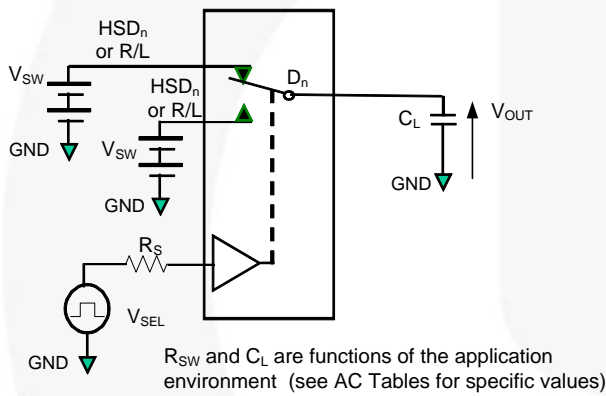 HSDn
or R/L
VSW
HSDn
or R/L
Dn
VSW
GND
GND
CL
VOUT
GND
RS
VSEL
GND
RSW and CL are functions of the application
environment (see AC Tables for specific values)